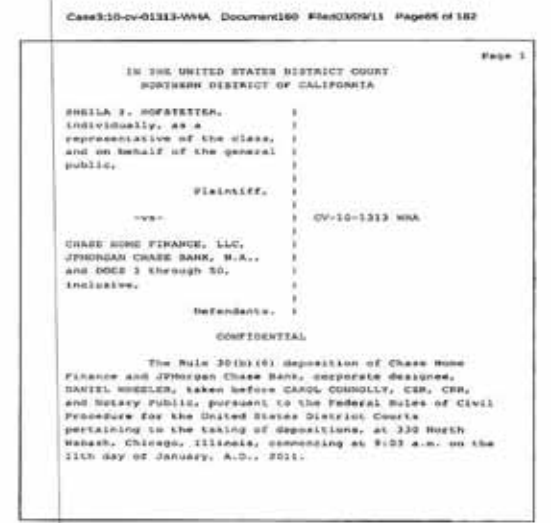 Case3:10-cv-01313-WHA Document160 Filed03/09/11 Page65 of 182
Page 1
IN THE UNITED STATES DISTRICT COURT
NORTHERN DISTRICT OF CALIFORNIA
SHEILA I. HOFSTETTER, )
individually, as a )
representative of the class, )
and on behalf of the general )
public, )
)
Plaintiff, )
)
-vs- ) CV-10-1313 WHA
)
CHASE HOME FINANCE, LLC, )
JPMORGAN CHASE BANK, N.A., )
and DOES 1 through 50, )
inclusive, )
)
Defendants. )
CONFIDENTIAL
The Rule 30(b)(6) deposition of Chase Home
Finance and JPMorgan Chase Bank, corporate designee,
DANIEL WHEELER, taken before CAROL CONNOLLY, CSR, CRR,
and Notary Public, pursuant to the Federal Rules of Civil
Procedure for the United States District Courts
pertaining to the taking of depositions, at 330 North
Wabash, Chicago, Illinois, commencing at 9:03 a.m. on the
11th day of January, A.D., 2011.